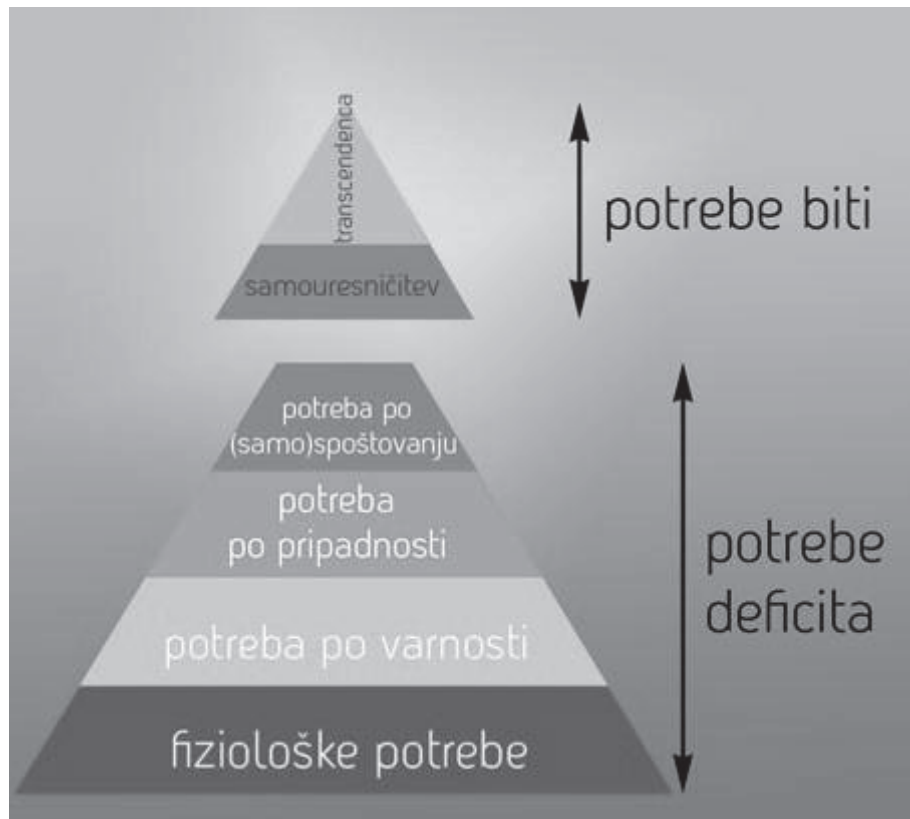 transcendenca
samouresničitev
potrebe biti
potreba po
(samo)spoštovanju
potreba
po pripadnosti
potreba po varnosti
fiziološke potrebe
potrebe
deficita